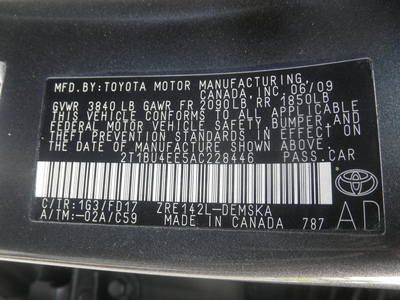 MFD.BY:TOYOTA MOTOR MANUFACTURING
CANADA,INC. 06/09
GVWR 3840 LB GAWR FR 2090LB RR 1850LB
THIS VEHICLE CONFORMS TO ALL APPLICABLE
FEDERAL MOTOR VEHICLE SAFETY, BUMPER, AND
THEFT PREVENTION STANDARDS IN EFFECT ON
THE DATE OF MANUFACTURE SHOWN ABOVE.
2T1BU4EE5AC228446 PASS.CAR
C/TR:1G3/FD17 ZRE142L-DEMSKA
A/TM:-02A/C59 MADE IN CANADA 787
AD
TOYOTA